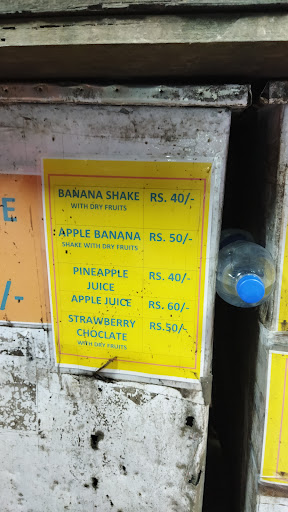 BANANA SHAKE RS. 40/-
WITH DRY FRUITS
APPLE BANANA RS. 50/-
SHAKE WITH DRY FRUITS
PINEAPPLE RS. 40/-
JUICE
APPLE JUICE RS. 60/-
STRAWBERRY RS.50/-
CHOCLATE
WITH DRY FRUITS
E
/-